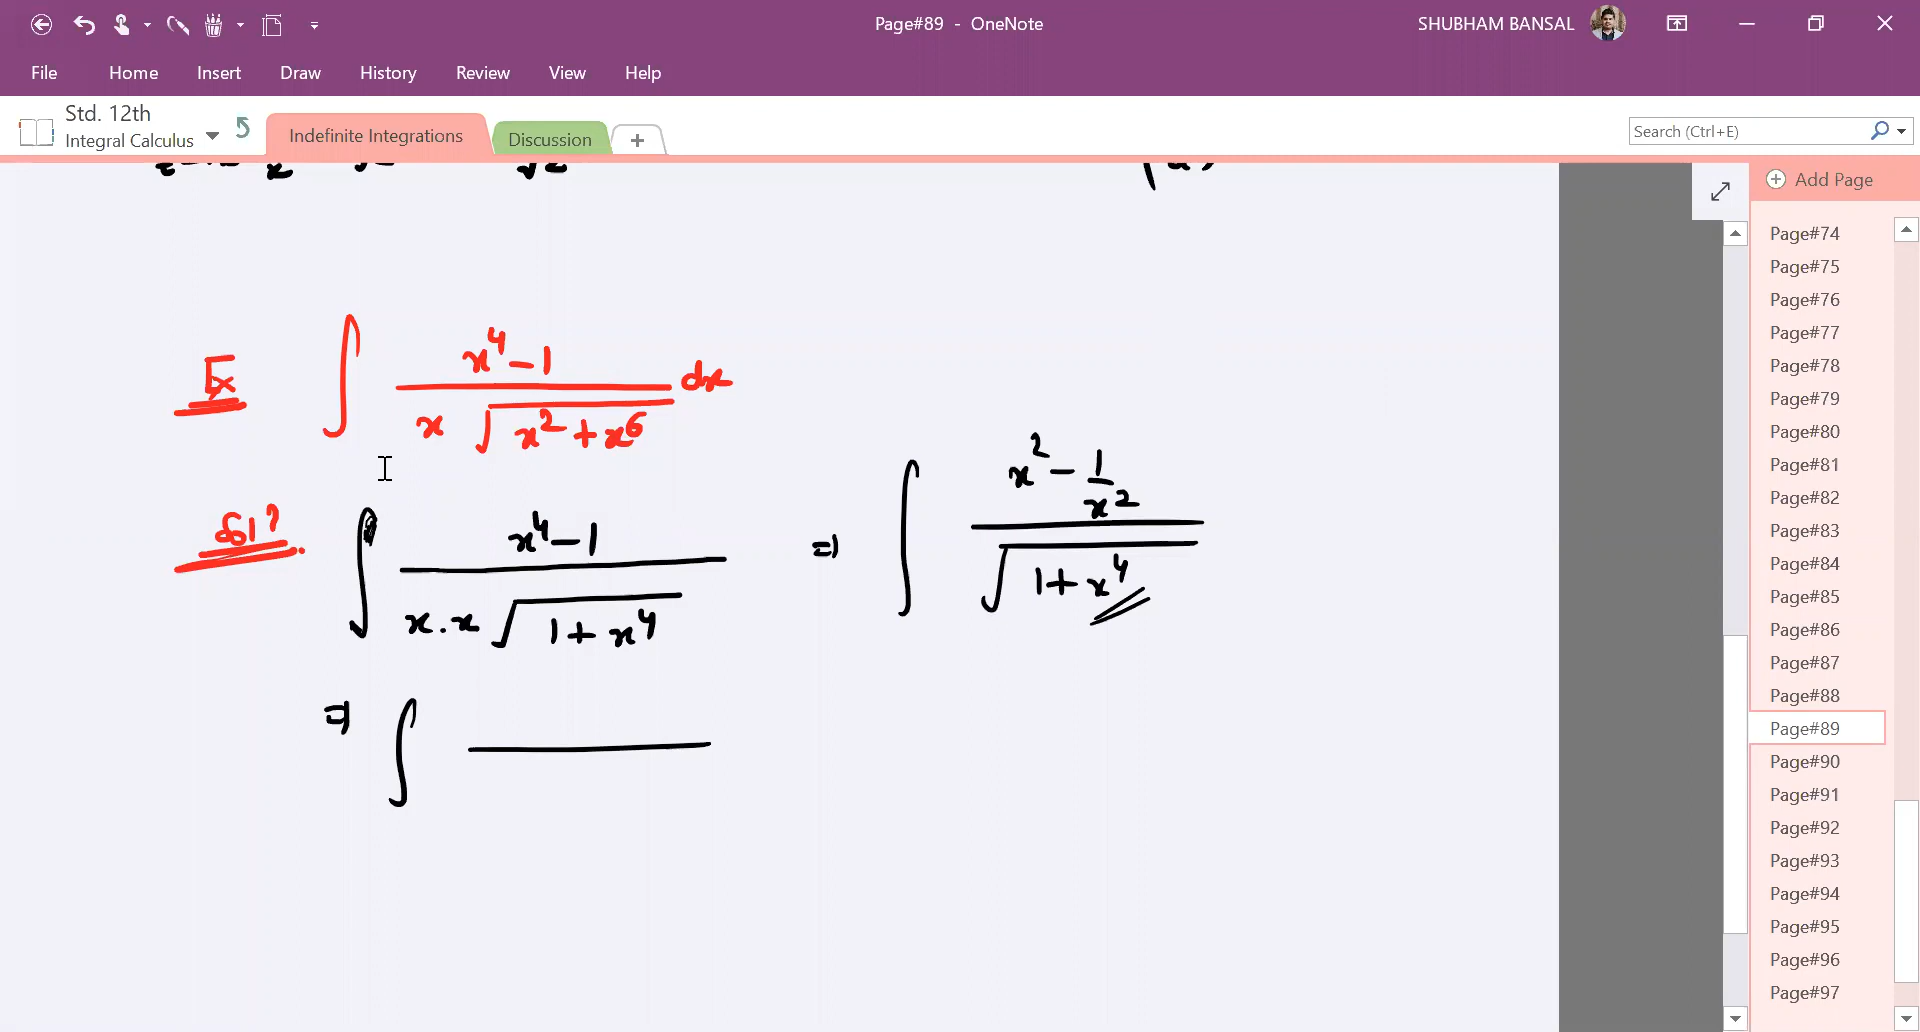 Page#89 - OneNote
SHUBHAM BANSAL
File Home Insert Draw History Review View Help
Std. 12th
Integral Calculus
Indefinite Integrations
Discussion
+
Search (Ctrl+E)
Add Page
Page#74
Page#75
Page#76
Page#77
Page#78
Page#79
Page#80
Page#81
Page#82
Page#83
Page#84
Page#85
Page#86
Page#87
Page#88
Page#89
Page#90
Page#91
Page#92
Page#93
Page#94
Page#95
Page#96
Page#97
Ex ∫ (x⁴ − 1) / (x √(x² + x⁶)) dx
∫ (x⁴ − 1) / (x . x √(1 + x⁴)) ⇒ ∫ (x² − 1/x²) / √(1 + x⁴)
⇒ ∫